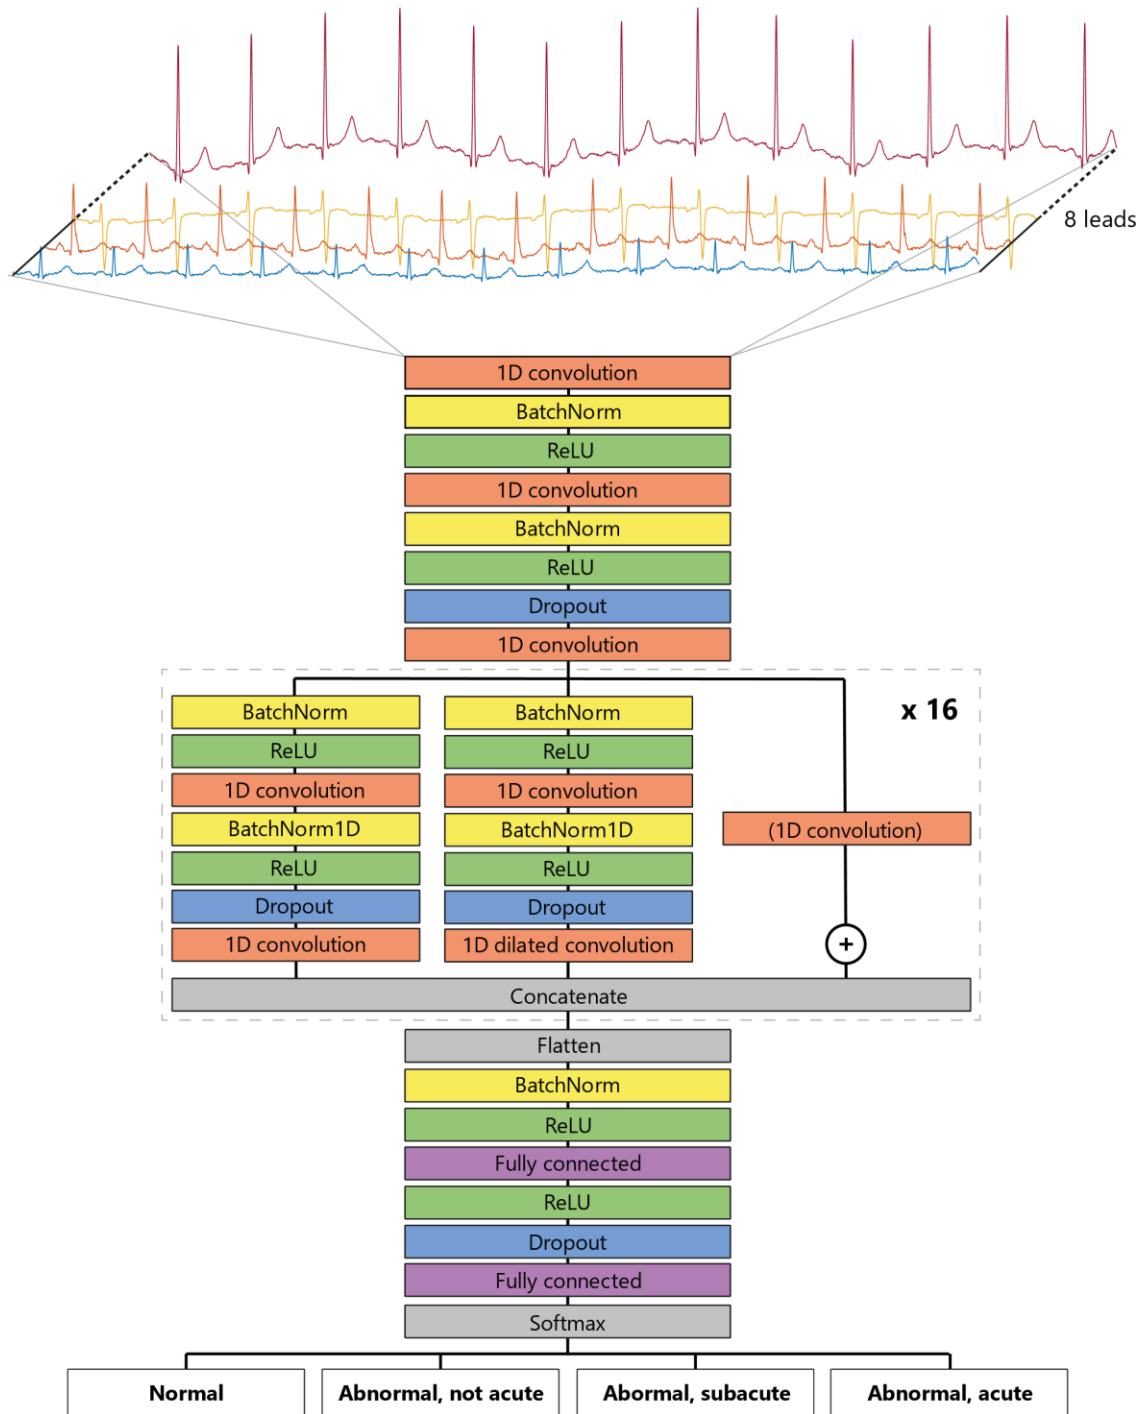 8 leads
1D convolution
BatchNorm
ReLU
1D convolution
BatchNorm
ReLU
Dropout
1D convolution
x 16
BatchNorm
ReLU
1D convolution
BatchNorm1D
ReLU
Dropout
1D convolution
BatchNorm
ReLU
1D convolution
BatchNorm1D
ReLU
Dropout
1D dilated convolution
(1D convolution)
+
Concatenate
Flatten
BatchNorm
ReLU
Fully connected
ReLU
Dropout
Fully connected
Softmax
Normal
Abnormal, not acute
Abormal, subacute
Abnormal, acute